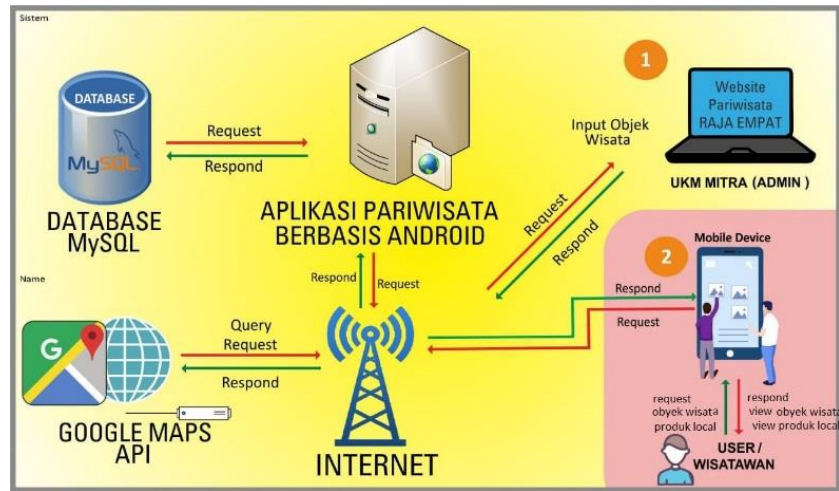 Sistem
DATABASE
MySQL
DATABASE
MySQL
Request
Respond
APLIKASI PARIWISATA
BERBASIS ANDROID
1
Input Objek
Wisata
Website
Pariwisata
RAJA EMPAT
UKM MITRA (ADMIN )
Request
Respond
Respond
Request
Name
G
GOOGLE MAPS
API
Query
Request
Respond
INTERNET
2
Mobile Device
Respond
Request
request
obyek wisata
produk local
respond
view obyek wisata
view produk local
USER /
WISATAWAN